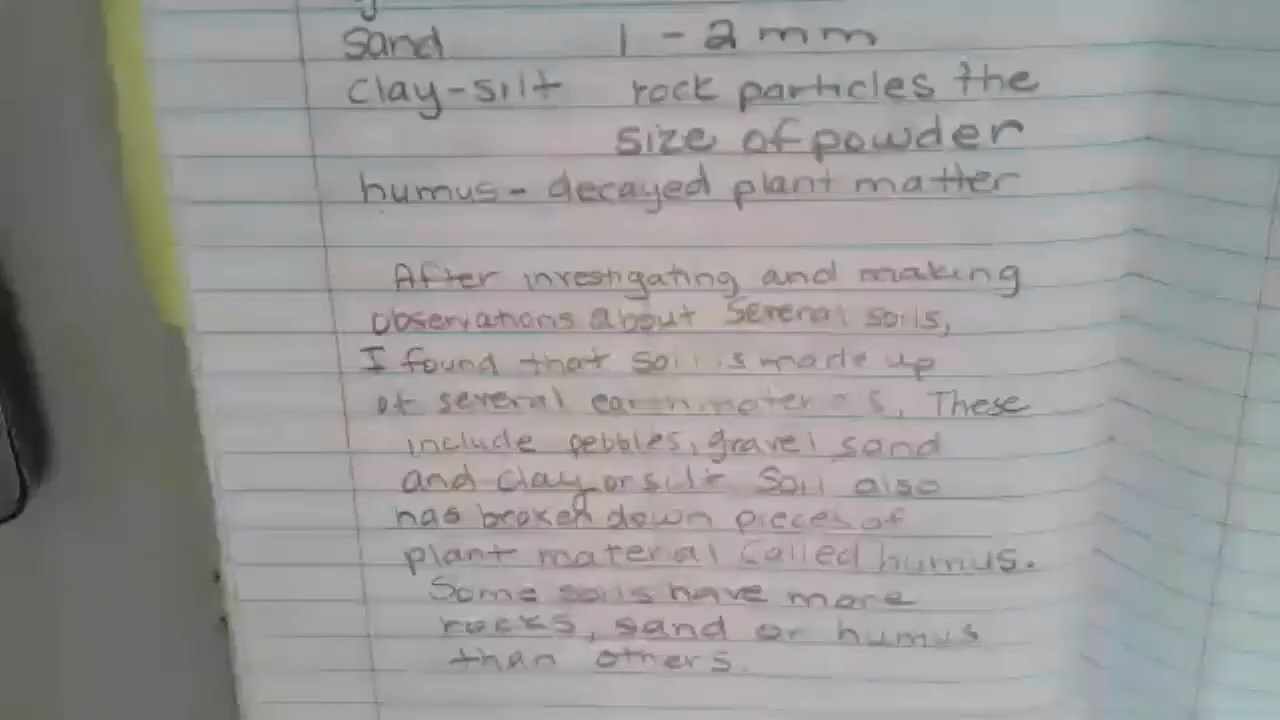 Sand 1 - 2 mm
clay-silt rock particles the
size of powder
humus - decayed plant matter
After investigating and making
observations about several soils,
I found that soil is made up
of several earth materials. These
include pebbles, gravel, sand
and clay or silt. Soil also
has broken down pieces of
plant material called humus.
Some soils have more
rocks, sand or humus
than others.